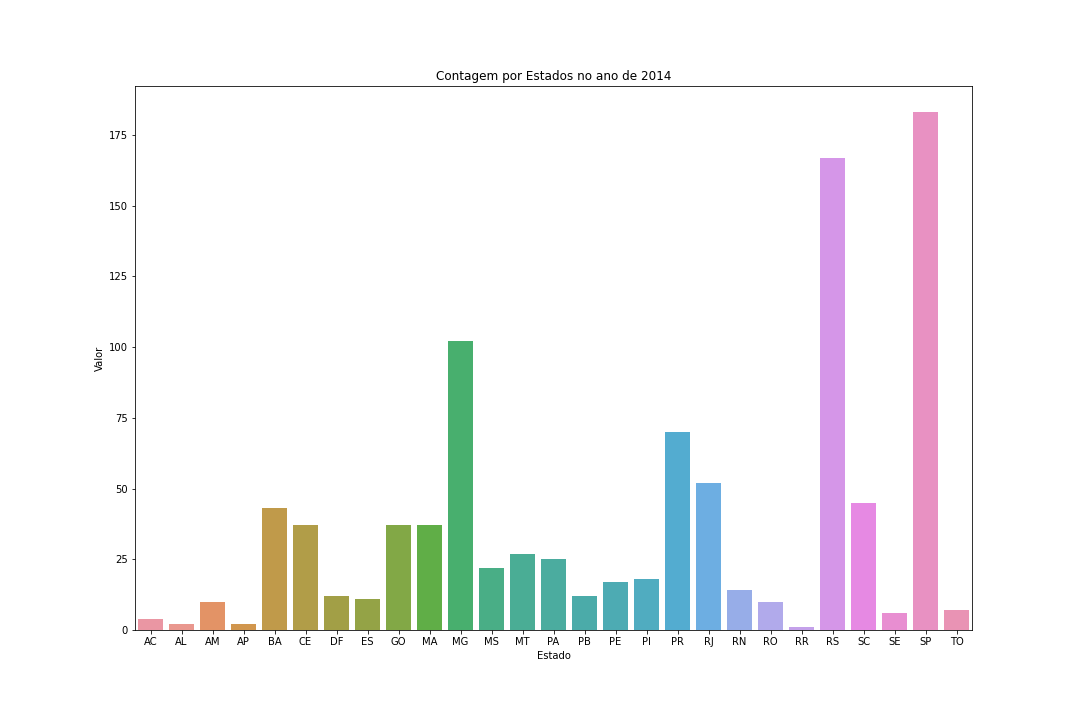 Contagem por Estados no ano de 2014
Valor
175
150
125
100
75
50
25
0
AC AL AM AP BA CE DF ES GO MA MG MS MT PA PB PE PI PR RJ RN RO RR RS SC SE SP TO
Estado